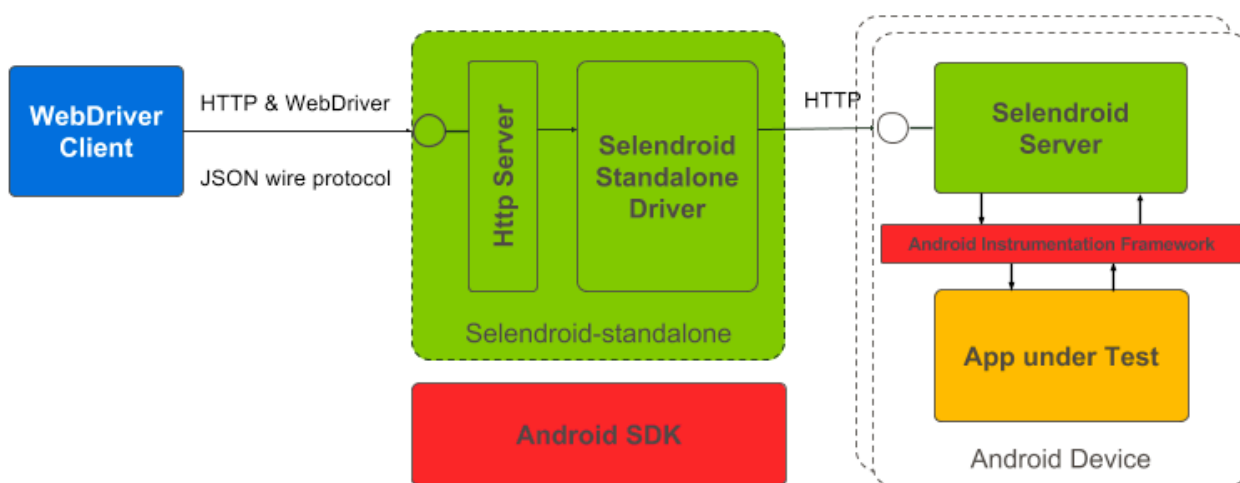 WebDriver
Client
HTTP & WebDriver
JSON wire protocol
Http Server
Selendroid
Standalone
Driver
Selendroid-standalone
Android SDK
HTTP
Selendroid
Server
Android Instrumentation Framework
App under Test
Android Device